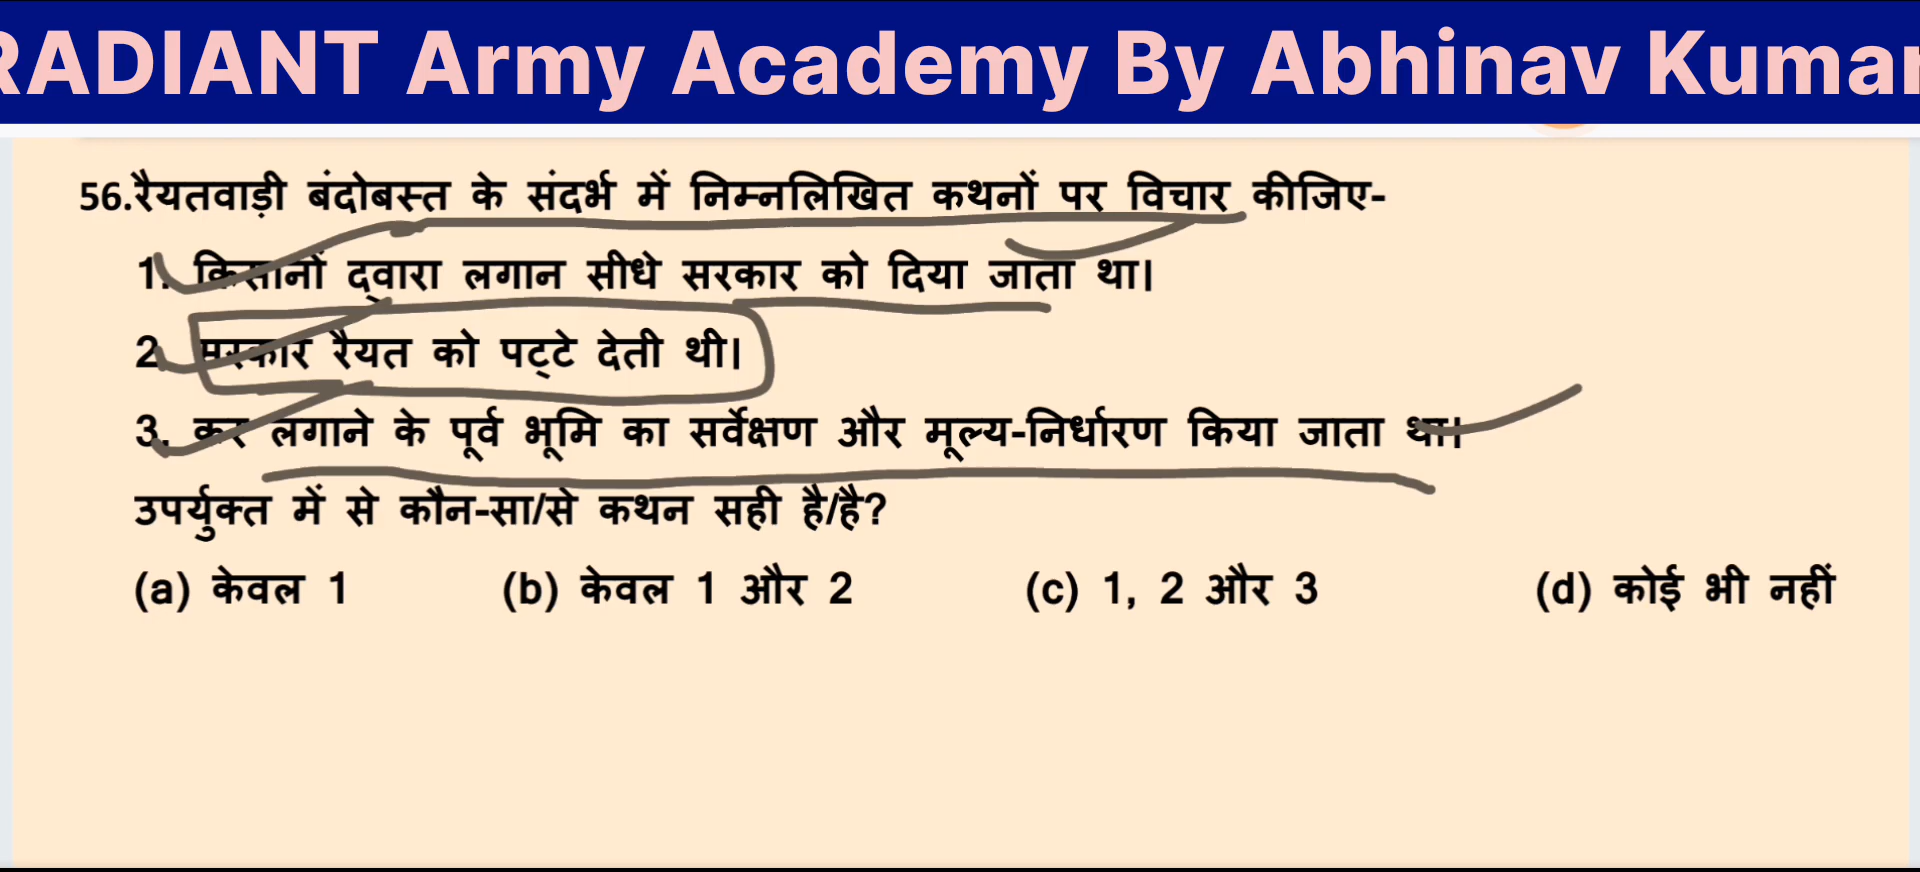 RADIANT Army Academy By Abhinav Kumar
56.रैयतवाड़ी बंदोबस्त के संदर्भ में निम्नलिखित कथनों पर विचार कीजिए-
1. किसानों द्वारा लगान सीधे सरकार को दिया जाता था।
2. सरकार रैयत को पट्टे देती थी।
3. कर लगाने के पूर्व भूमि का सर्वेक्षण और मूल्य-निर्धारण किया जाता था।
उपर्युक्त में से कौन-सा/से कथन सही है/है?
(a) केवल 1 (b) केवल 1 और 2 (c) 1, 2 और 3 (d) कोई भी नहीं